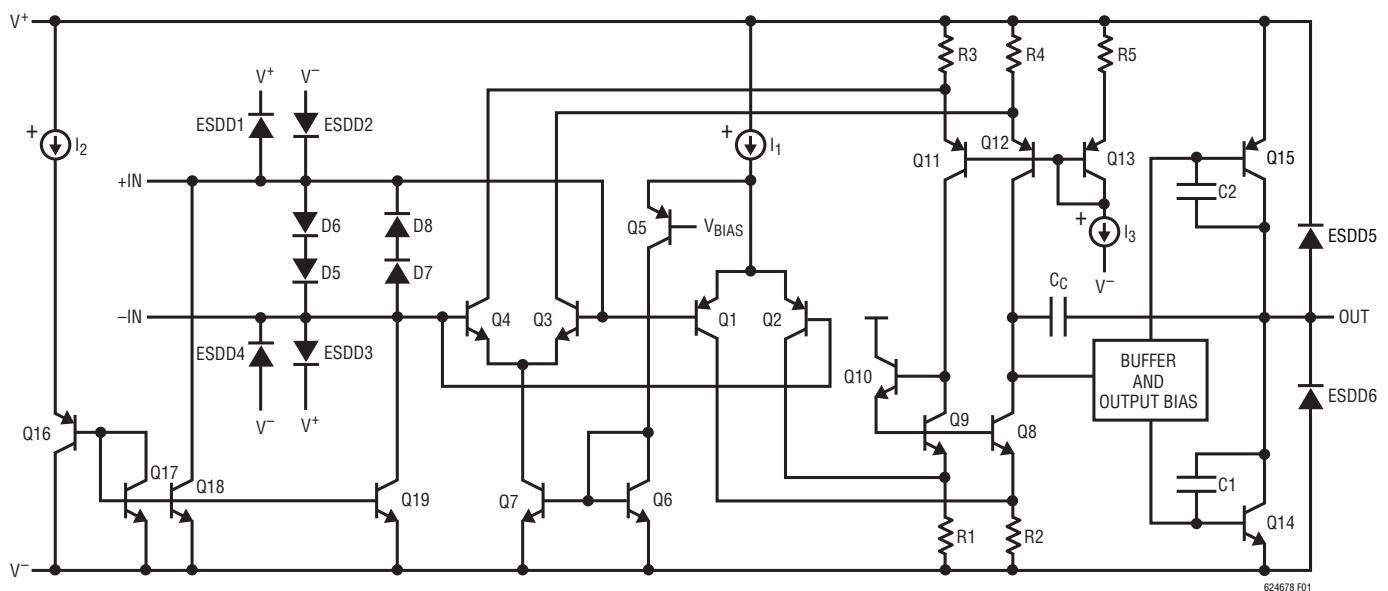 V+
R3
R4
R5
V+
V−
+
I2
ESDD1
ESDD2
+
I1
Q11
Q12
Q13
Q15
C2
+IN
D6
D8
Q5
VBIAS
+
I3
ESDD5
D5
D7
V−
CC
−IN
Q4
Q3
Q1
Q2
OUT
ESDD4
ESDD3
Q10
BUFFER
AND
OUTPUT BIAS
ESDD6
V−
V+
Q16
Q9
Q8
Q17
Q18
Q19
Q7
Q6
C1
Q14
R1
R2
V−
624678 F01